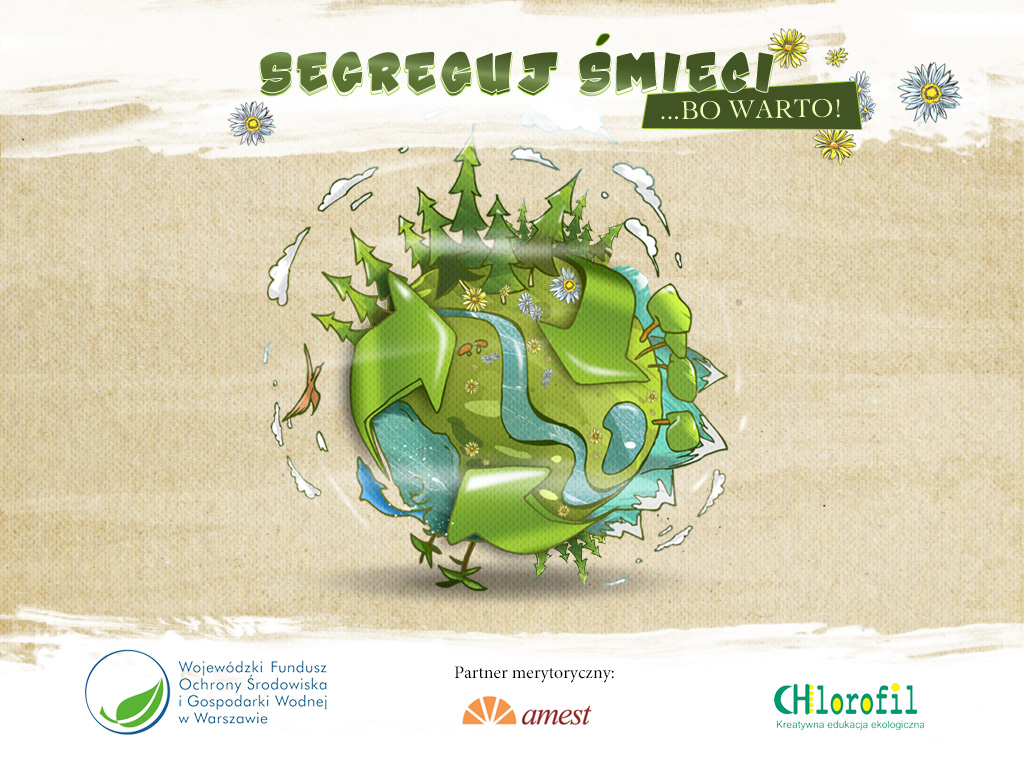 SEGREGUJ ŚMIECI
...BO WARTO!
Wojewódzki Fundusz
Ochrony Środowiska
i Gospodarki Wodnej
w Warszawie
Partner merytoryczny:
amest
CHlorofil
Kreatywna edukacja ekologiczna